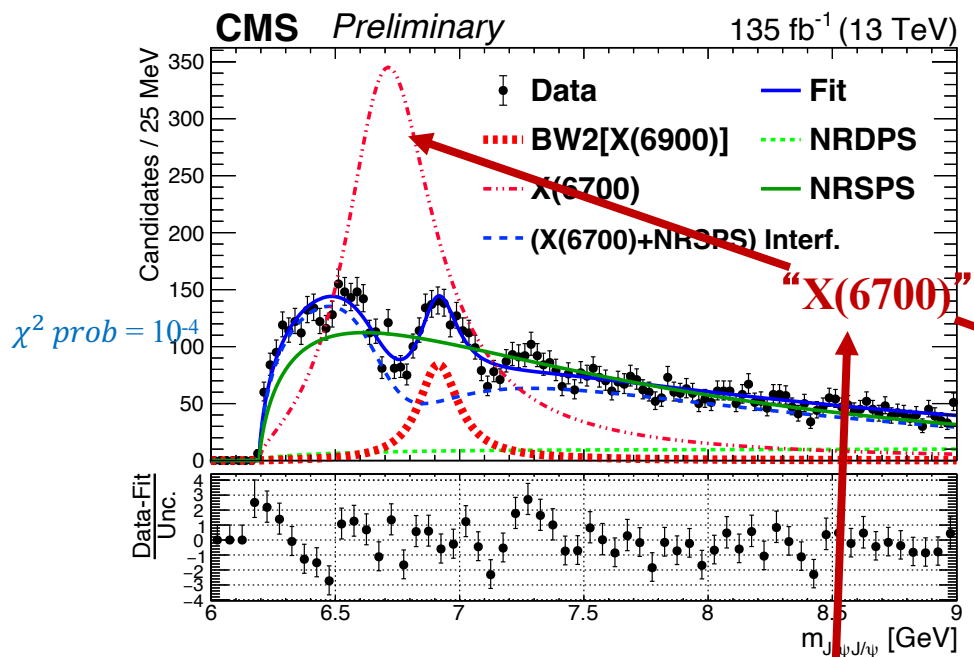 CMS Preliminary 135 fb⁻¹ (13 TeV)
Candidates / 25 MeV
350
300
250
200
150
100
50
0
Data
Fit
BW2[X(6900)]
NRDPS
X(6700)
NRSPS
(X(6700)+NRSPS) Interf.
"X(6700)"
χ² prob = 10⁻⁴
Data-Fit
Unc.
4
3
2
1
0
−1
−2
−3
−4
6 6.5 7 7.5 8 8.5 9
m_J/ψJ/ψ [GeV]